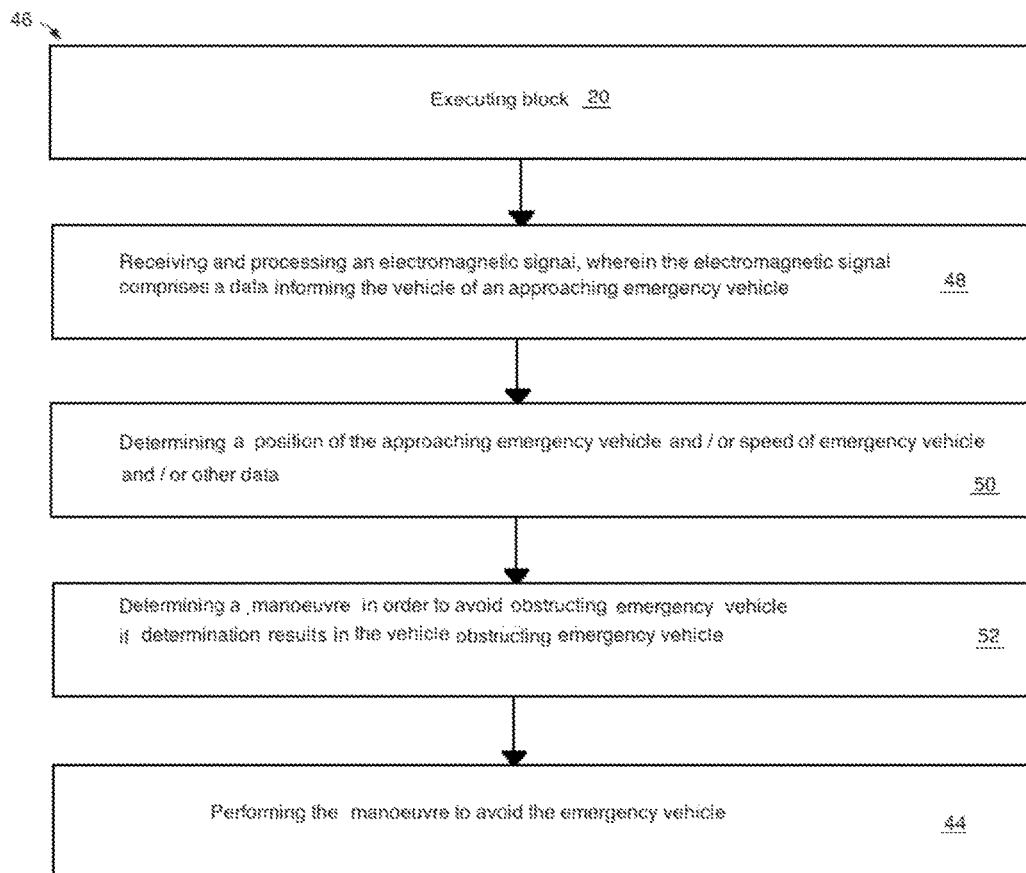 46
Executing block 20
Receiving and processing an electromagnetic signal, wherein the electromagnetic signal
comprises a data informing the vehicle of an approaching emergency vehicle
48
Determining a position of the approaching emergency vehicle and / or speed of emergency vehicle
and / or other data
50
Determining a manoeuvre in order to avoid obstructing emergency vehicle
if determination results in the vehicle obstructing emergency vehicle
52
Performing the manoeuvre to avoid the emergency vehicle
44